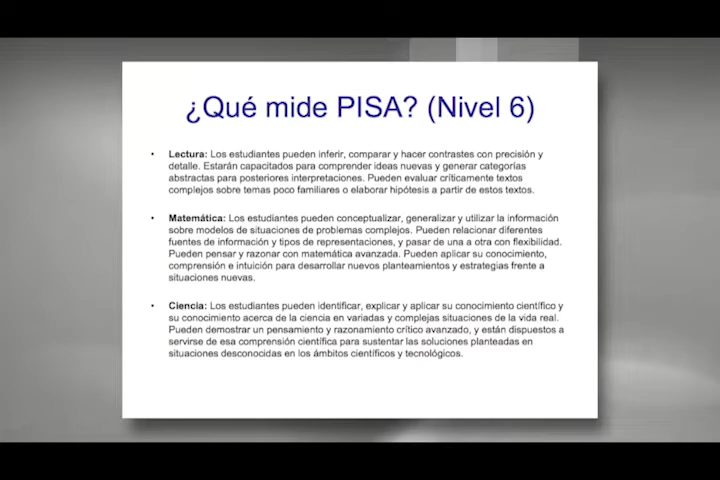 ¿Qué mide PISA? (Nivel 6)
• Lectura: Los estudiantes pueden inferir, comparar y hacer contrastes con precisión y
detalle. Estarán capacitados para comprender ideas nuevas y generar categorías
abstractas para posteriores interpretaciones. Pueden evaluar críticamente textos
complejos sobre temas poco familiares o elaborar hipótesis a partir de estos textos.
• Matemática: Los estudiantes pueden conceptualizar, generalizar y utilizar la información
sobre modelos de situaciones de problemas complejos. Pueden relacionar diferentes
fuentes de información y tipos de representaciones, y pasar de una a otra con flexibilidad.
Pueden pensar y razonar con matemática avanzada. Pueden aplicar su conocimiento,
comprensión e intuición para desarrollar nuevos planteamientos y estrategias frente a
situaciones nuevas.
• Ciencia: Los estudiantes pueden identificar, explicar y aplicar su conocimiento científico y
su conocimiento acerca de la ciencia en variadas y complejas situaciones de la vida real.
Pueden demostrar un pensamiento y razonamiento crítico avanzado, y están dispuestos a
servirse de esa comprensión científica para sustentar las soluciones planteadas en
situaciones desconocidas en los ámbitos científicos y tecnológicos.